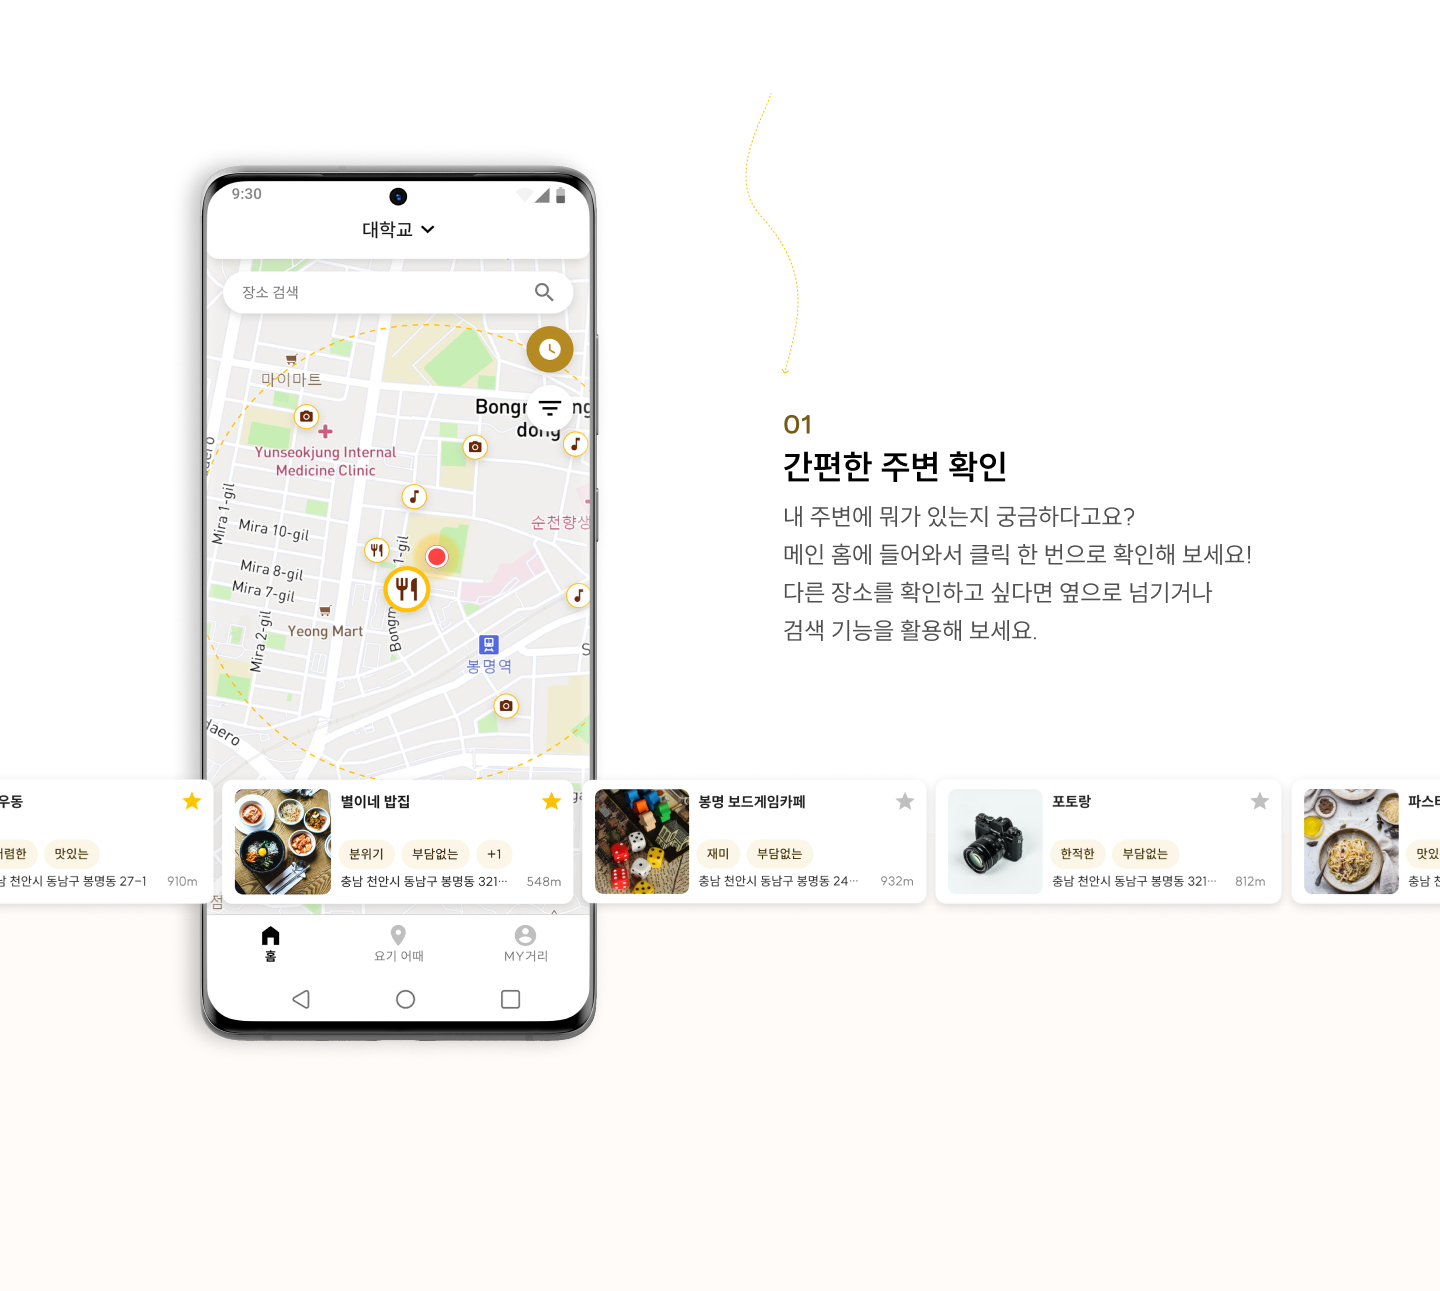 9:30
대학교
장소 검색
마이마트
Yunseokjung Internal
Medicine Clinic
dong
순천향
Mira 1-gil
Mira 10-gil
Mira 8-gil
Mira 7-gil
Mira 2-gil
1-gil
Yeong Mart
봉명역
01
간편한 주변 확인
내 주변에 뭐가 있는지 궁금하다고요?
메인 홈에 들어와서 클릭 한 번으로 확인해 보세요!
다른 장소를 확인하고 싶다면 옆으로 넘기거나
검색 기능을 활용해 보세요.
우동
렴한 맛있는
천안시 동남구 봉명동 27-1 910m
별이네 밥집
분위기 부담없는 +1
충남 천안시 동남구 봉명동 321… 548m
봉명 보드게임카페
재미 부담없는
충남 천안시 동남구 봉명동 24… 932m
포토랑
한적한 부담없는
충남 천안시 동남구 봉명동 321… 812m
파스
맛있
충남
홈
요기 어때
MY거리